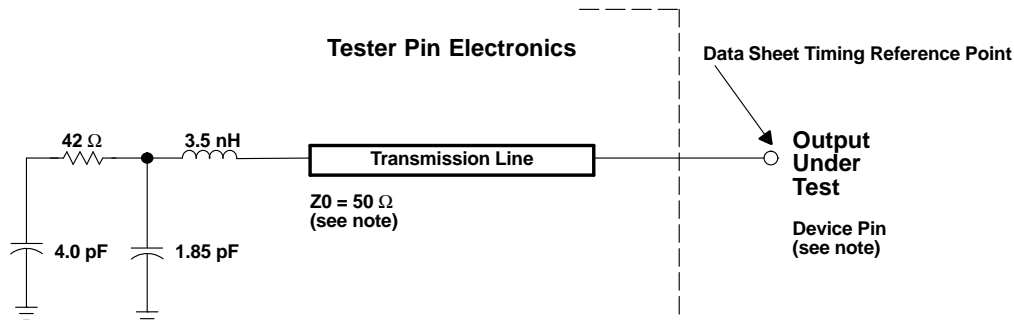 Tester Pin Electronics
Data Sheet Timing Reference Point
42 Ω
3.5 nH
Transmission Line
Output
Under
Test
Z0 = 50 Ω
(see note)
Device Pin
(see note)
4.0 pF
1.85 pF